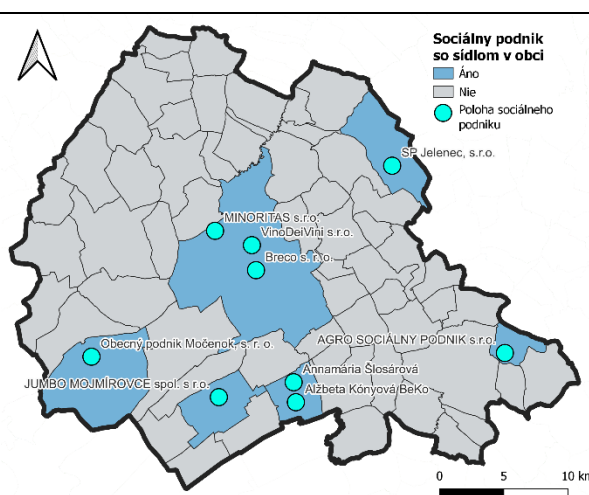 Sociálny podnik
so sídlom v obci
Áno
Nie
Poloha sociálneho
podniku
SP Jelenec, s.r.o.
MINORITAS s.r.o.
VinoDeiVini s.r.o.
Breco s. r. o.
AGRO SOCIÁLNY PODNIK s.r.o.
Obecný podnik Močenok, s. r. o.
Annamária Šlosárová
JUMBO MOJMÍROVCE spol. s r.o.
Alžbeta Kónyová BeKo
0 5 10 km